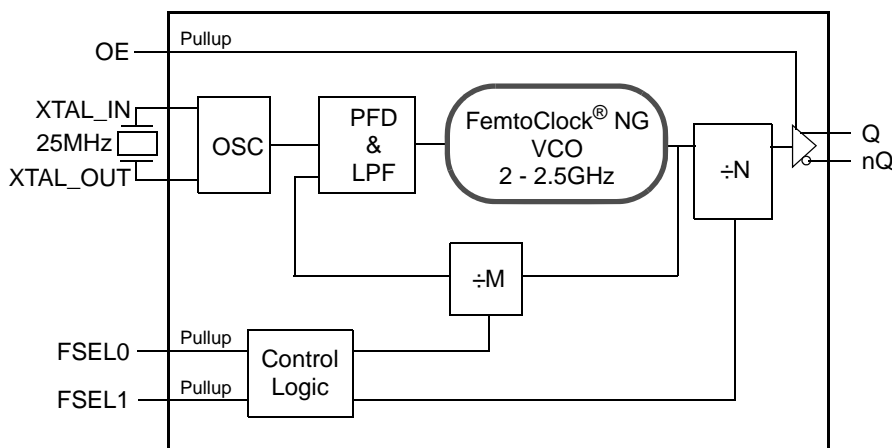 OE
Pullup
XTAL_IN
25MHz
XTAL_OUT
OSC
PFD
&
LPF
FemtoClock® NG
VCO
2 - 2.5GHz
÷N
Q
nQ
÷M
FSEL0
Pullup
Control
Logic
FSEL1
Pullup